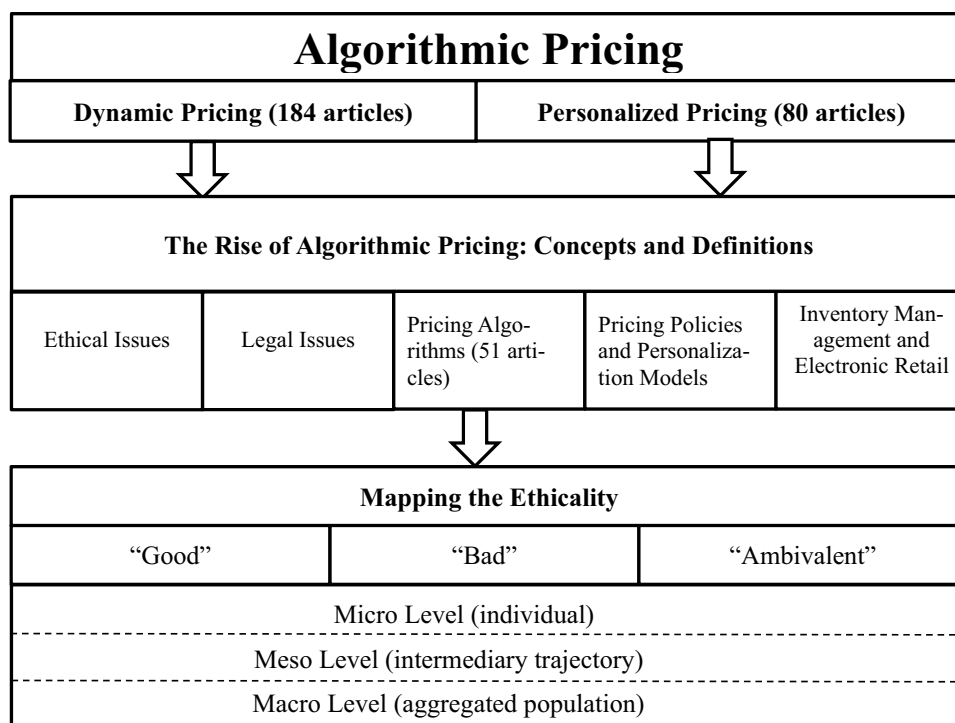 Algorithmic Pricing
Dynamic Pricing (184 articles)
Personalized Pricing (80 articles)
The Rise of Algorithmic Pricing: Concepts and Definitions
Ethical Issues
Legal Issues
Pricing Algo-
rithms (51 arti-
cles)
Pricing Policies
and Personaliza-
tion Models
Inventory Man-
agement and
Electronic Retail
Mapping the Ethicality
“Good”
“Bad”
“Ambivalent”
Micro Level (individual)
Meso Level (intermediary trajectory)
Macro Level (aggregated population)